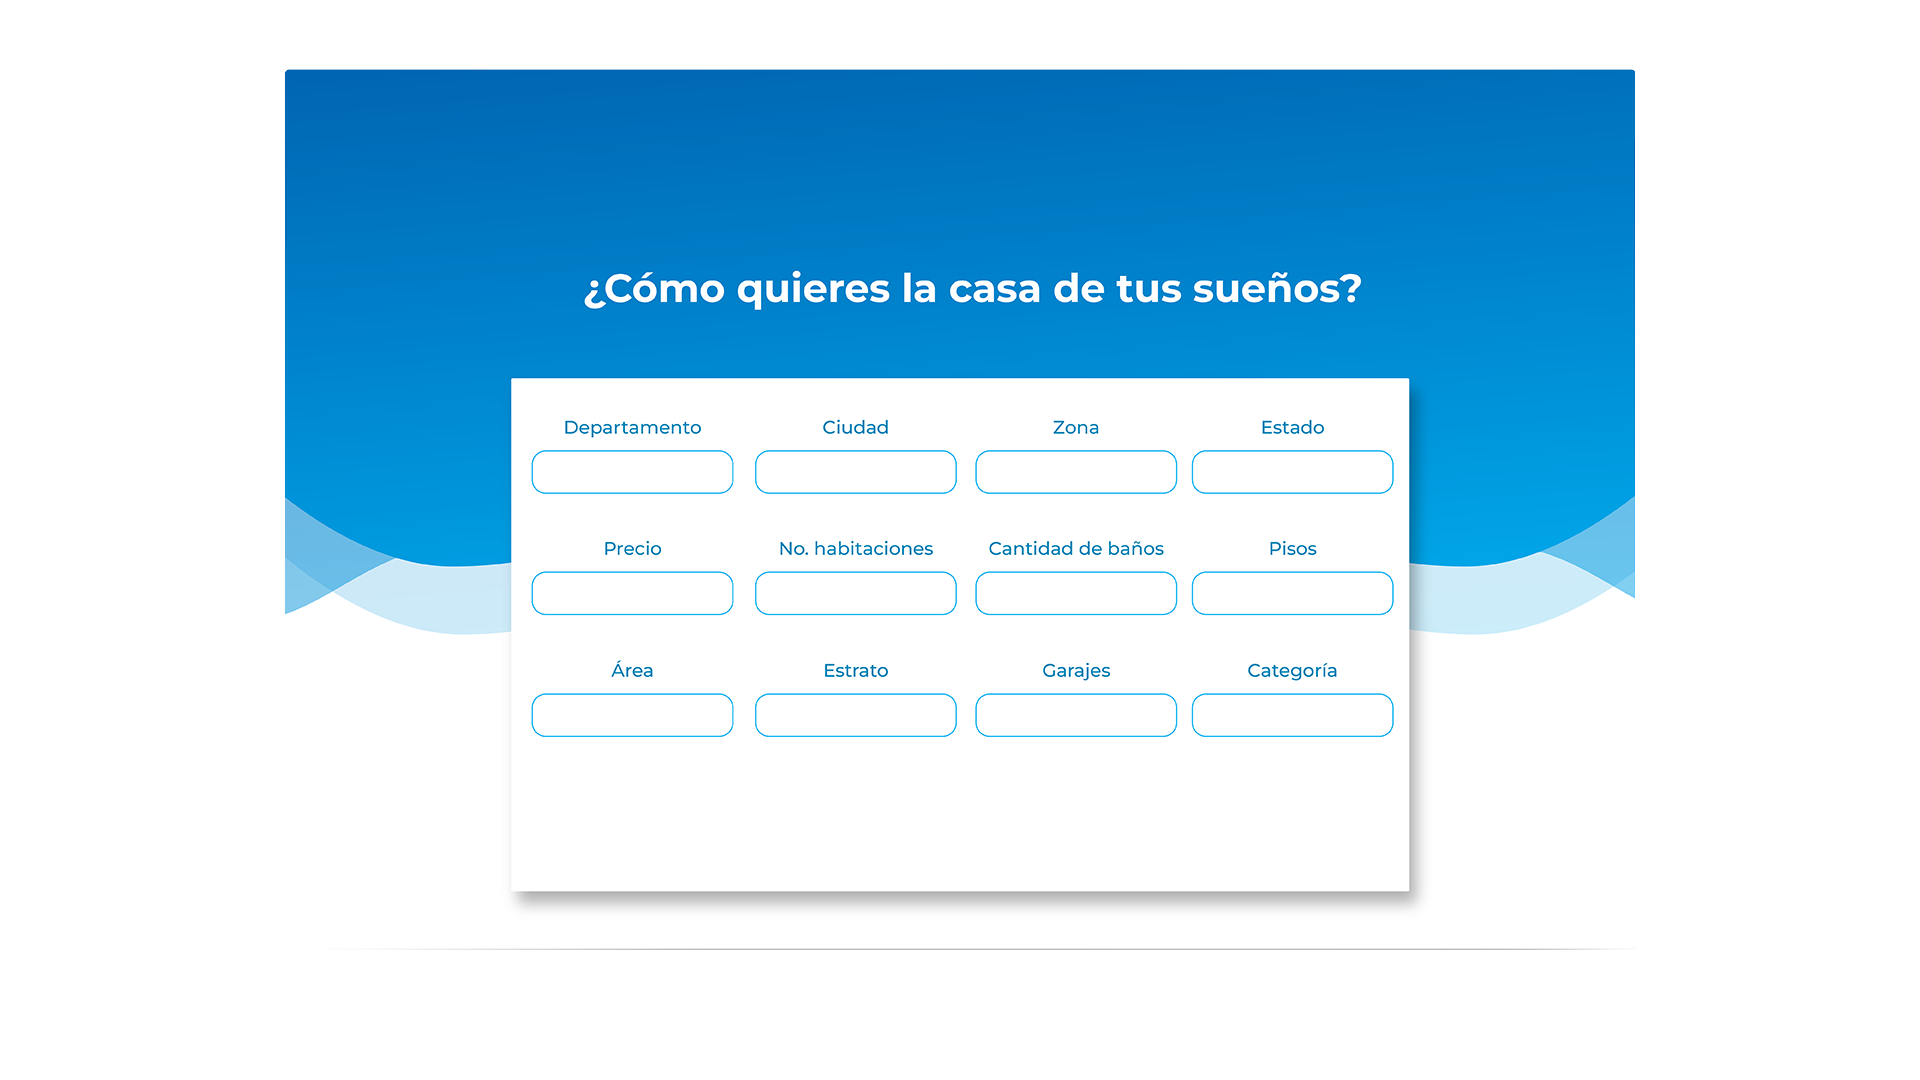 ¿Cómo quieres la casa de tus sueños?
Departamento Ciudad Zona Estado
Precio No. habitaciones Cantidad de baños Pisos
Área Estrato Garajes Categoría